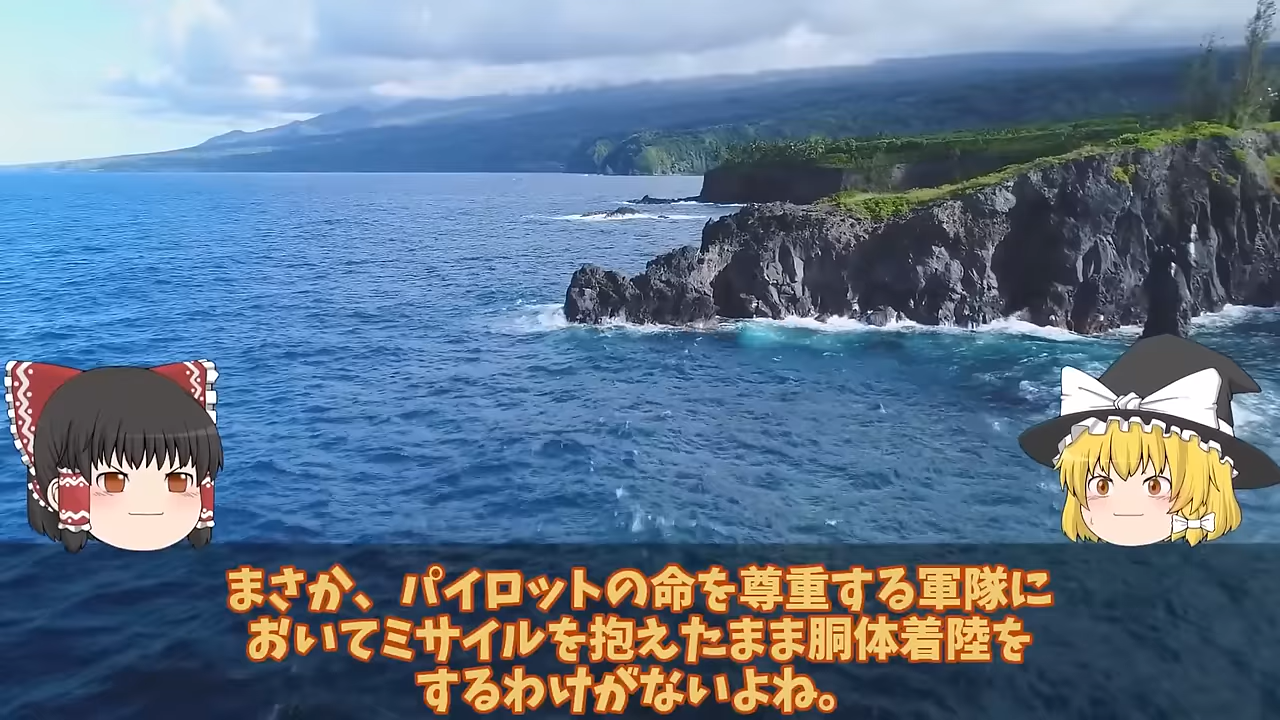 まさか、パイロットの命を尊重する軍隊に
おいてミサイルを抱えたまま胴体着陸を
するわけがないよね。